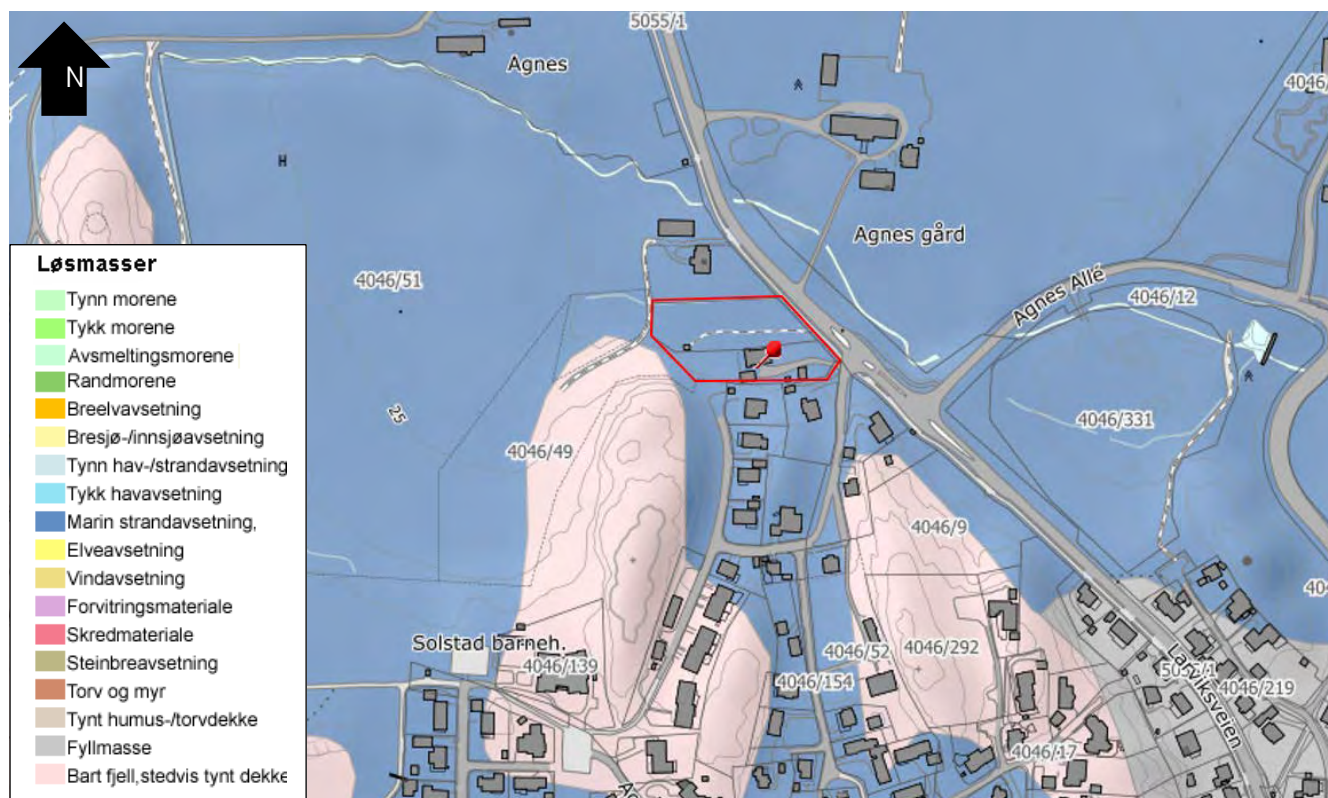 5055/1
N
Agnes
4046/
Agnes gård
4046/51
Agnes Allé
4046/12
25
4046/331
4046/49
4046/9
Solstad barneh.
4046/139
4046/52
4046/292
4046/154
Larviksveien
4046/219
4046/17
Løsmasser
Tynn morene
Tykk morene
Avsmeltingsmorene
Randmorene
Breelvavsetning
Bresjø-/innsjøavsetning
Tynn hav-/strandavsetning
Tykk havavsetning
Marin strandavsetning,
Elveavsetning
Vindavsetning
Forvitringsmateriale
Skredmateriale
Steinbreavsetning
Torv og myr
Tynt humus-/torvdekke
Fyllmasse
Bart fjell,stedvis tynt dekke